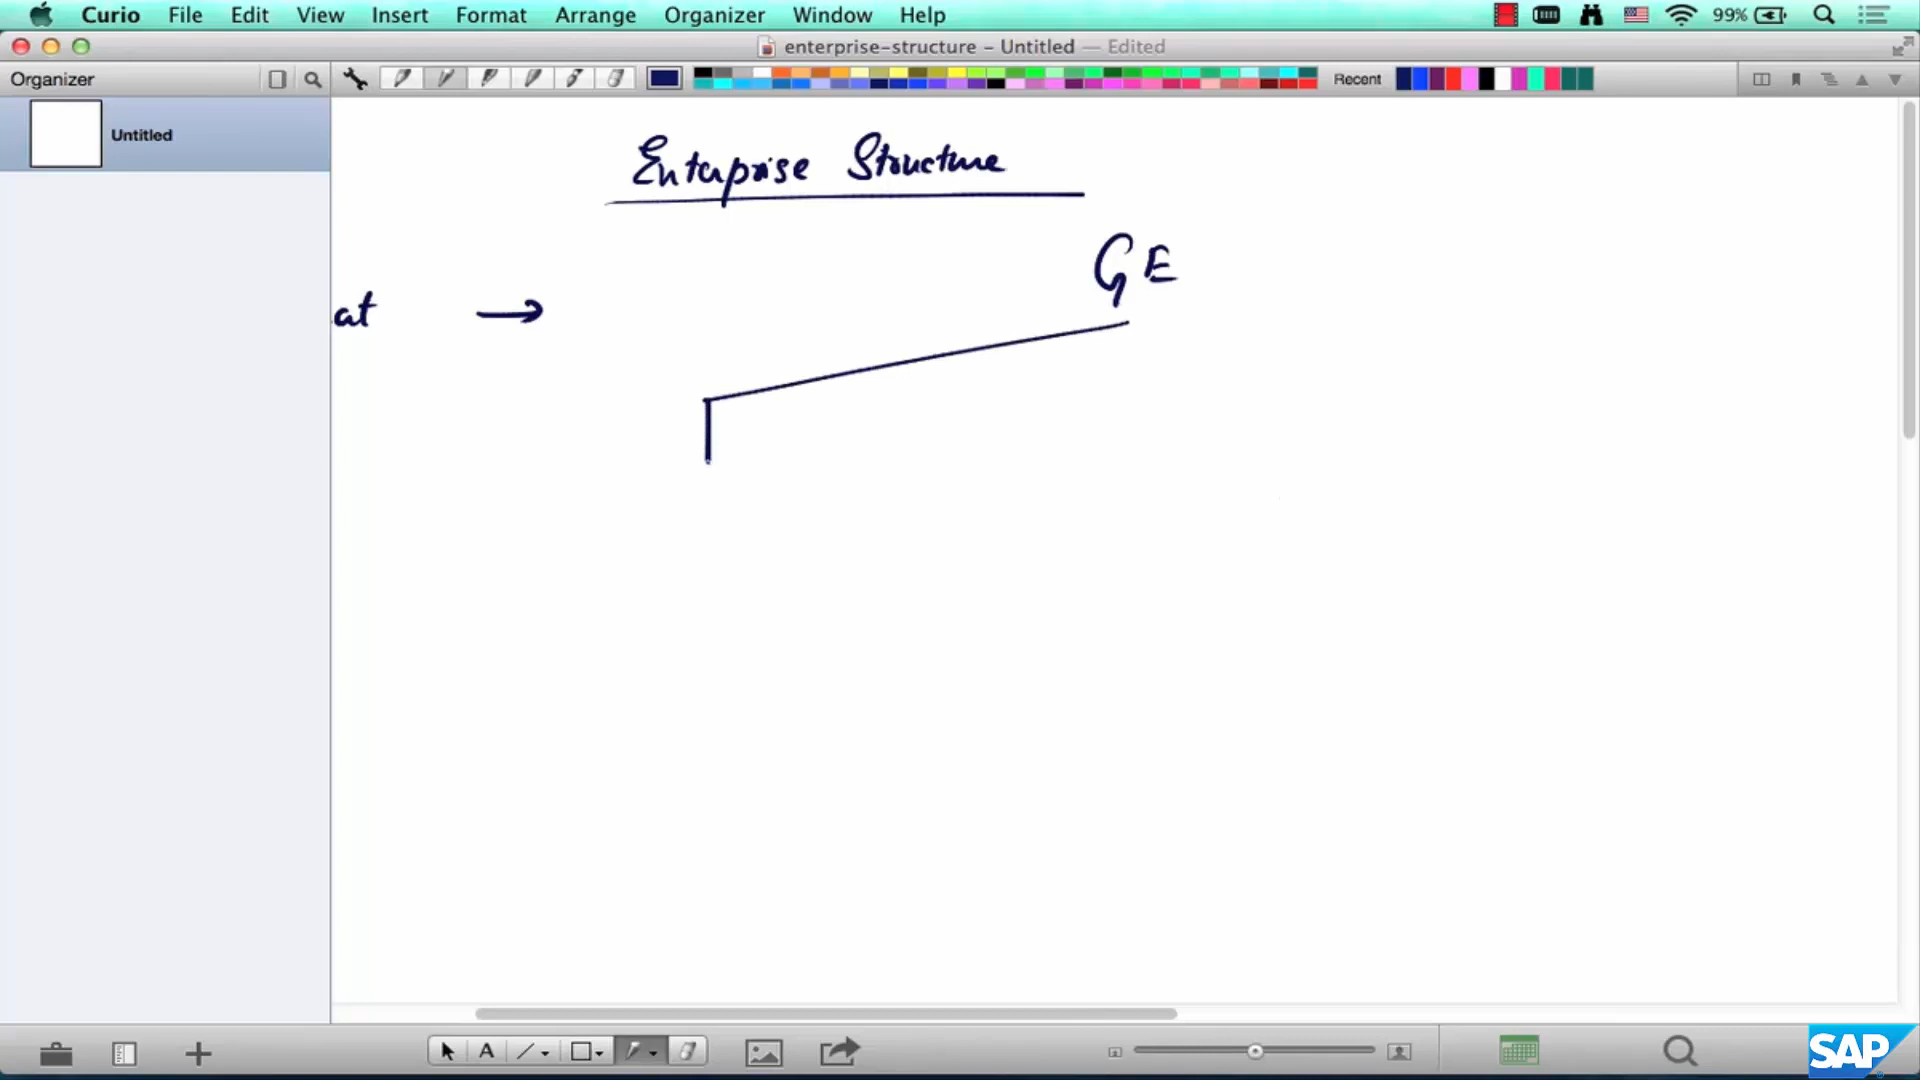 Curio File Edit View Insert Format Arrange Organizer Window Help 99%
enterprise-structure – Untitled — Edited
Organizer Recent
Untitled
Enterprise Structure
GE
at →
A
SAP